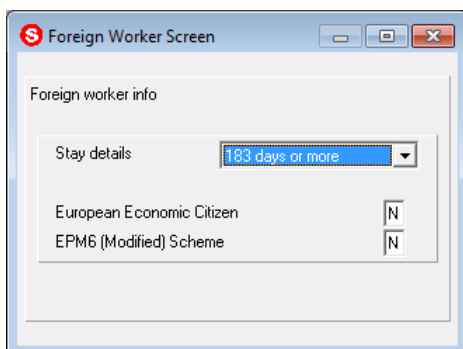 S Foreign Worker Screen
Foreign worker info
Stay details 183 days or more
European Economic Citizen N
EPM6 (Modified) Scheme N